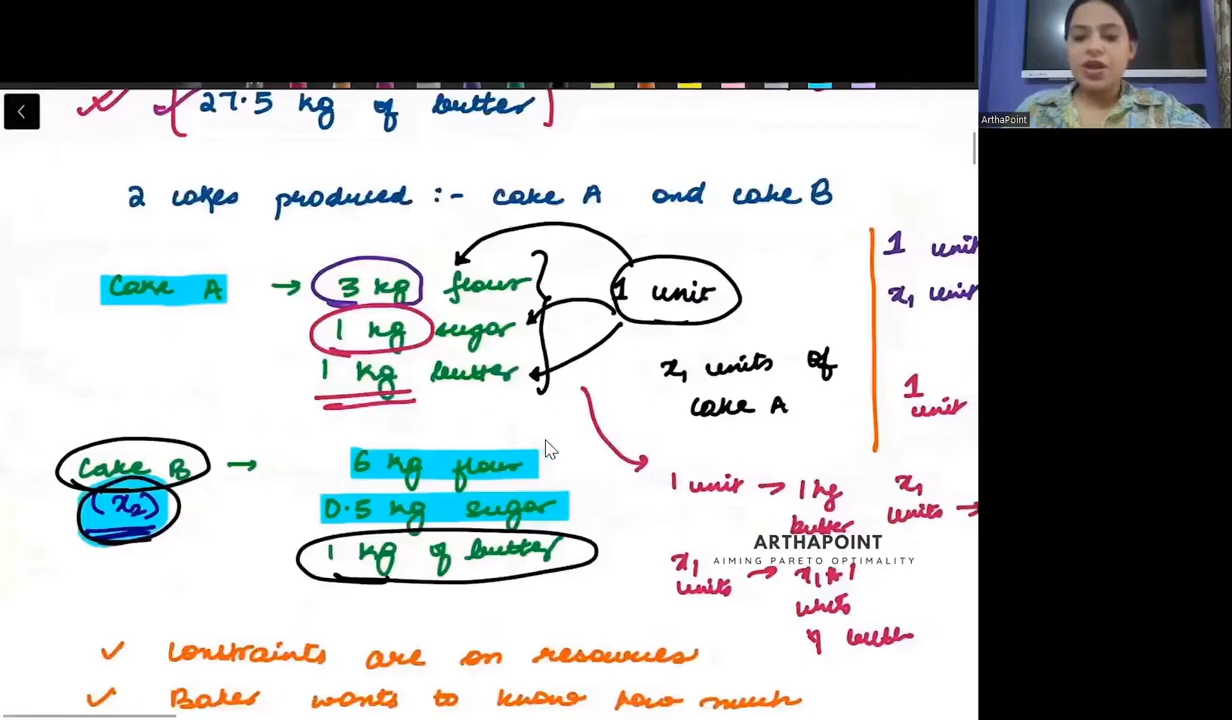 27.5 kg of butter
2 cakes produced :- cake A and cake B
Cake A → 3 kg flour
1 kg sugar
1 kg butter
1 unit
x₁ units of
cake A
1 unit
x₁ unit
1
unit
Cake B → 6 kg flour
(x₂) 0.5 kg sugar
1 kg of butter
1 unit → 1 kg
butter
x₁
units →
x₁
units → x₁ * 1
units
of butter
ARTHAPOINT
AIMING PARETO OPTIMALITY
✓ constraints are on resources
✓ Baker wants to know how much
ArthaPoint